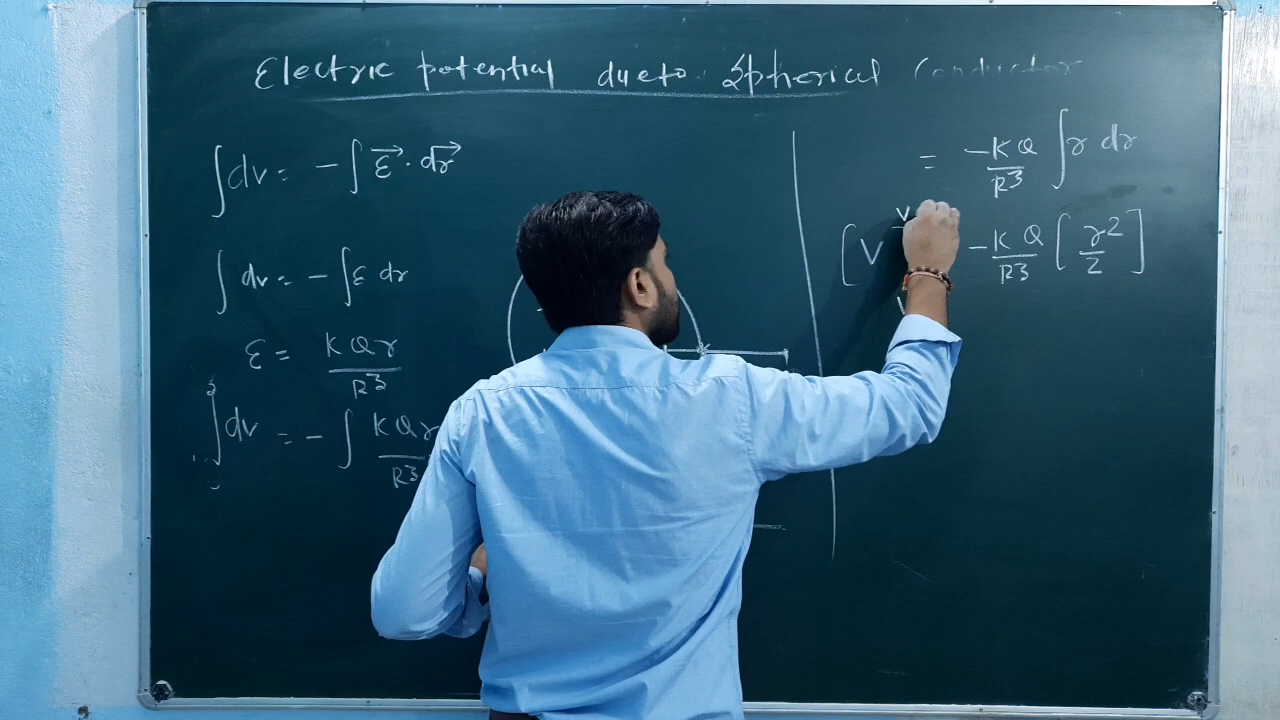 Electric potential due to Spherical Conductor
∫dv = - ∫ε⃗ . dr⃗
∫dv = - ∫ε dr
ε = KQr/R³
∫dv = - ∫KQr/R³
= -KQ/R³ ∫r dr
[V -KQ/R³ [r²/2]